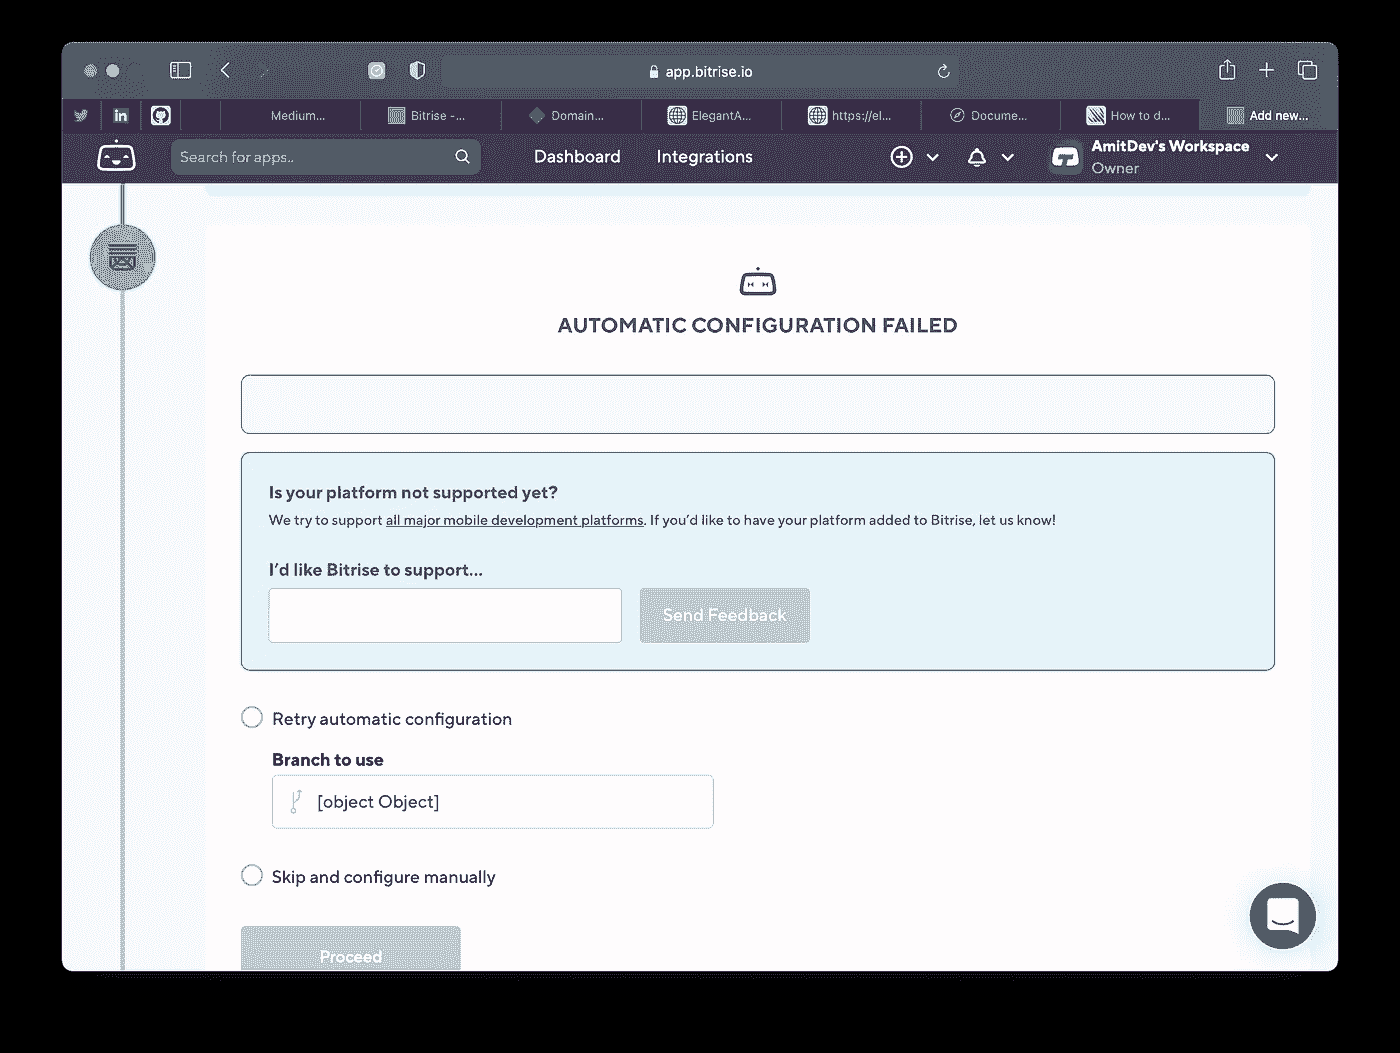 app.bitrise.io
Medium...
Bitrise -...
Domain...
ElegantA...
https://el...
Docume...
How to d...
Add new...
Search for apps..
Dashboard
Integrations
AmitDev's Workspace
Owner
AUTOMATIC CONFIGURATION FAILED
Is your platform not supported yet?
We try to support all major mobile development platforms. If you'd like to have your platform added to Bitrise, let us know!
I'd like Bitrise to support...
Send Feedback
Retry automatic configuration
Branch to use
[object Object]
Skip and configure manually
Proceed